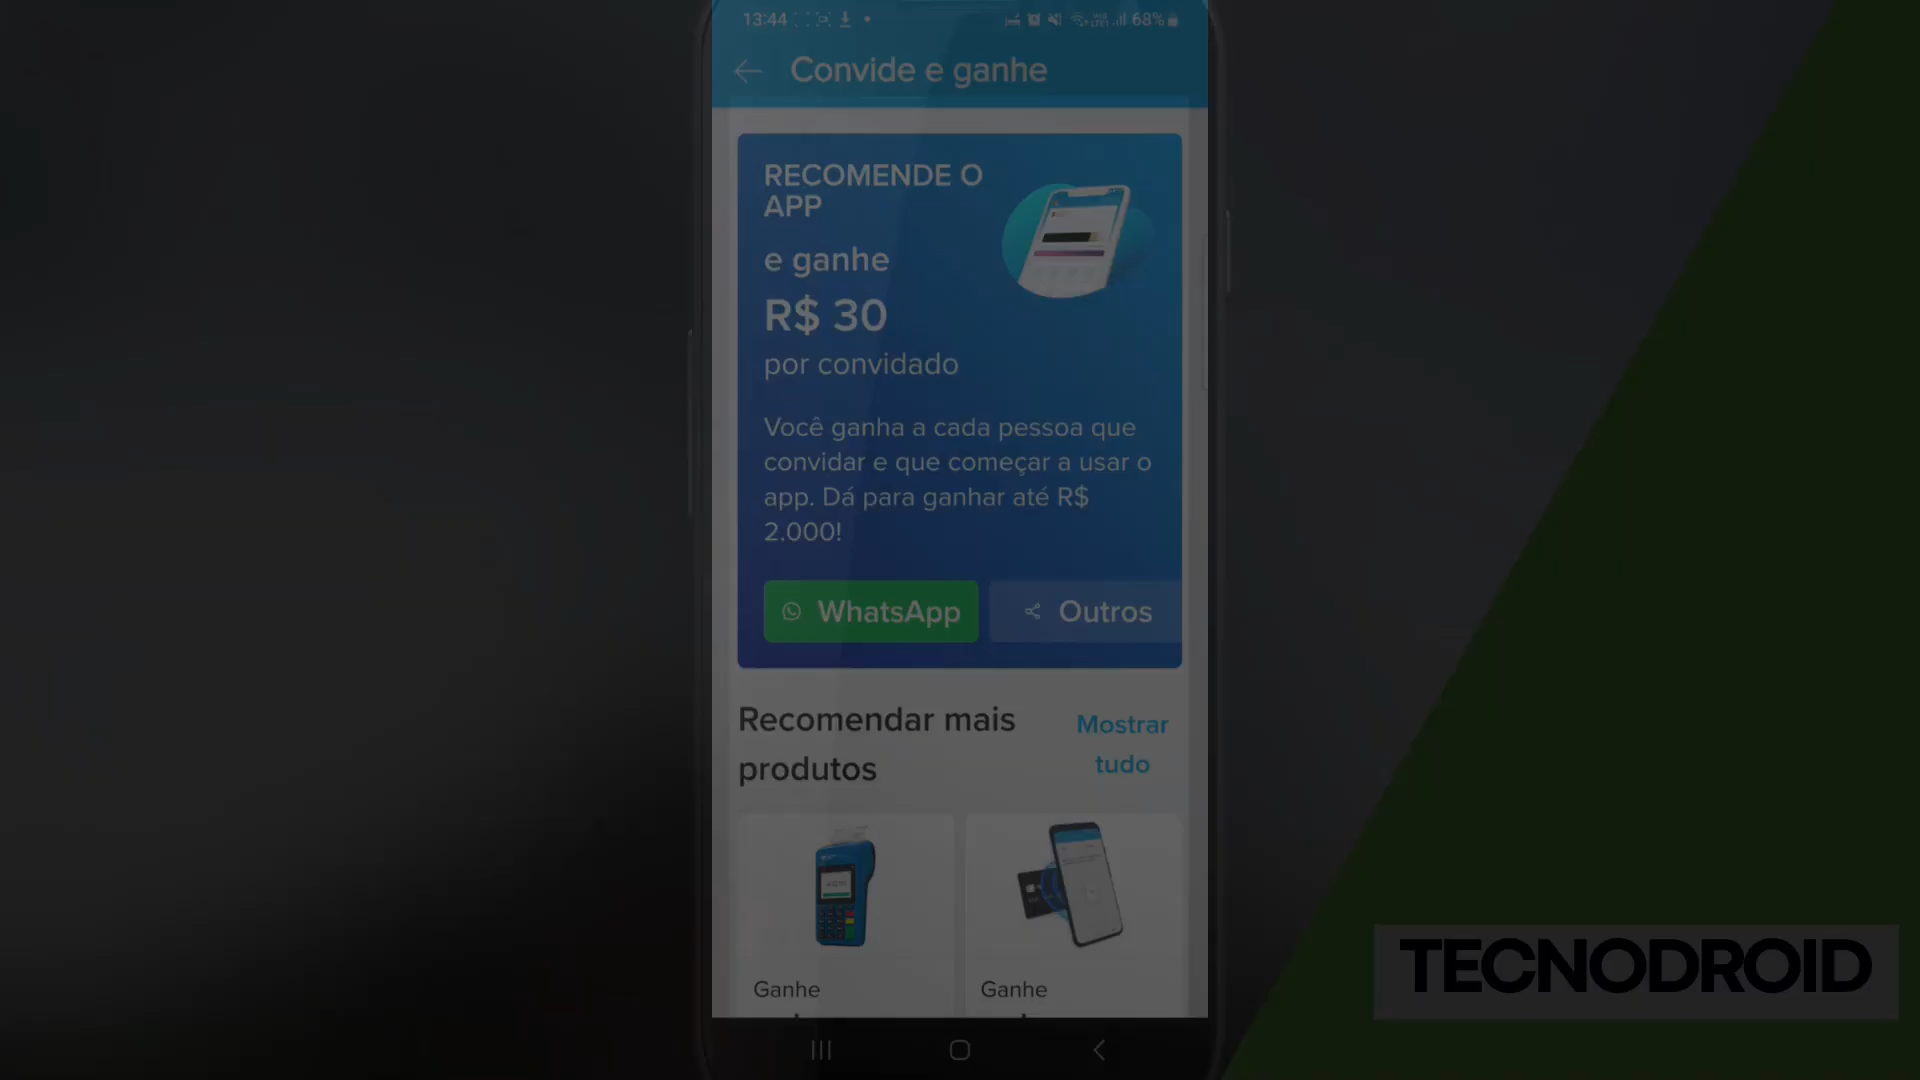 13:44
68%
Convide e ganhe
RECOMENDE O
APP
e ganhe
R$ 30
por convidado
Você ganha a cada pessoa que
convidar e que começar a usar o
app. Dá para ganhar até R$
2.000!
WhatsApp
Outros
Recomendar mais
produtos
Mostrar
tudo
Ganhe
Ganhe
TECNODROID